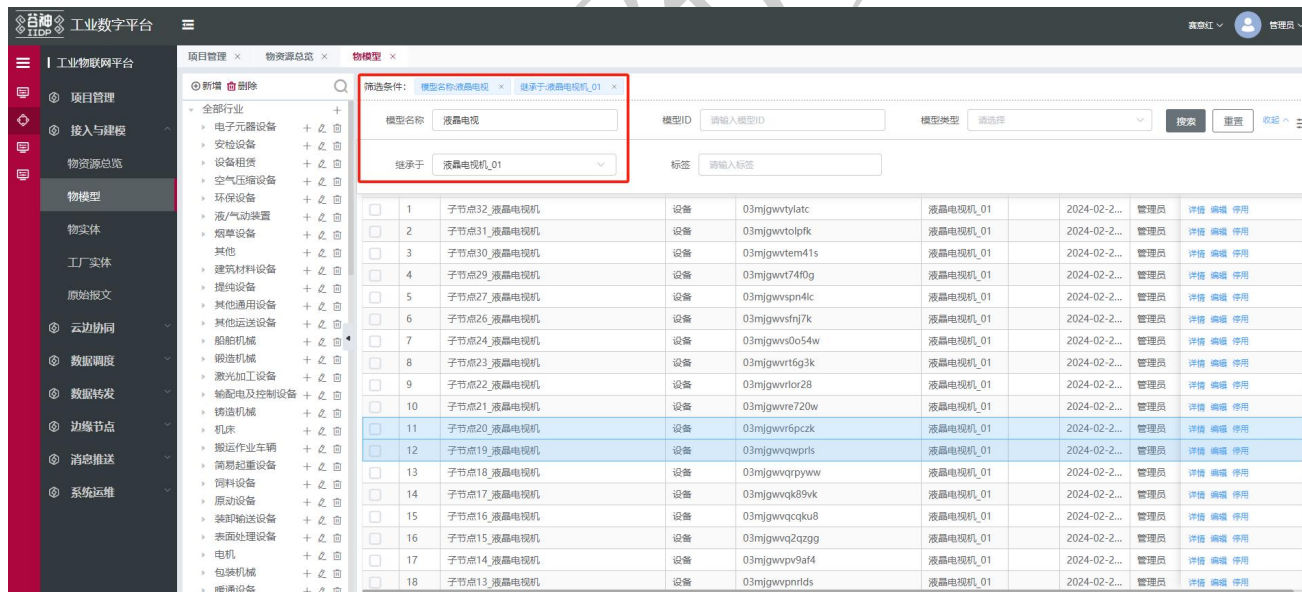 谷神 IIDP 工业数字平台
赛意红 管理员
工业物联网平台
项目管理
接入与建模
物资源总览
物模型
物实体
工厂实体
原始报文
云边协同
数据调度
数据转发
边缘节点
消息推送
系统运维
项目管理 × 物资源总览 × 物模型 ×
新增 删除
全部行业
电子元器设备
安检设备
设备租赁
空气压缩设备
环保设备
液/气动装置
烟草设备
其他
建筑材料设备
提纯设备
其他通用设备
其他运送设备
船舶机械
锻造机械
激光加工设备
输配电及控制设备
铸造机械
机床
搬运作业车辆
简易起重设备
饲料设备
原动设备
装卸输送设备
表面处理设备
电机
包装机械
暖通设备
筛选条件: 模型名称:液晶电视 × 继承于:液晶电视机_01 ×
模型名称 液晶电视 模型ID 请输入模型ID 模型类型 请选择 搜索 重置 收起
继承于 液晶电视机_01 标签 请输入标签
1 子节点32_液晶电视机 设备 03mjgwvtylatc 液晶电视机_01 2024-02-2... 管理员 详情 编辑 停用
2 子节点31_液晶电视机 设备 03mjgwvtolpfk 液晶电视机_01 2024-02-2... 管理员 详情 编辑 停用
3 子节点30_液晶电视机 设备 03mjgwvtem41s 液晶电视机_01 2024-02-2... 管理员 详情 编辑 停用
4 子节点29_液晶电视机 设备 03mjgwvt74f0g 液晶电视机_01 2024-02-2... 管理员 详情 编辑 停用
5 子节点27_液晶电视机 设备 03mjgwvspn4lc 液晶电视机_01 2024-02-2... 管理员 详情 编辑 停用
6 子节点26_液晶电视机 设备 03mjgwvsfnj7k 液晶电视机_01 2024-02-2... 管理员 详情 编辑 停用
7 子节点24_液晶电视机 设备 03mjgwvs0o54w 液晶电视机_01 2024-02-2... 管理员 详情 编辑 停用
8 子节点23_液晶电视机 设备 03mjgwvrt6g3k 液晶电视机_01 2024-02-2... 管理员 详情 编辑 停用
9 子节点22_液晶电视机 设备 03mjgwvrlor28 液晶电视机_01 2024-02-2... 管理员 详情 编辑 停用
10 子节点21_液晶电视机 设备 03mjgwvre720w 液晶电视机_01 2024-02-2... 管理员 详情 编辑 停用
11 子节点20_液晶电视机 设备 03mjgwvr6pczk 液晶电视机_01 2024-02-2... 管理员 详情 编辑 停用
12 子节点19_液晶电视机 设备 03mjgwvqwprls 液晶电视机_01 2024-02-2... 管理员 详情 编辑 停用
13 子节点18_液晶电视机 设备 03mjgwvqrpyww 液晶电视机_01 2024-02-2... 管理员 详情 编辑 停用
14 子节点17_液晶电视机 设备 03mjgwvqk89vk 液晶电视机_01 2024-02-2... 管理员 详情 编辑 停用
15 子节点16_液晶电视机 设备 03mjgwvqcqku8 液晶电视机_01 2024-02-2... 管理员 详情 编辑 停用
16 子节点15_液晶电视机 设备 03mjgwvq2qzgg 液晶电视机_01 2024-02-2... 管理员 详情 编辑 停用
17 子节点14_液晶电视机 设备 03mjgwvpv9af4 液晶电视机_01 2024-02-2... 管理员 详情 编辑 停用
18 子节点13_液晶电视机 设备 03mjgwvpnrlds 液晶电视机_01 2024-02-2... 管理员 详情 编辑 停用